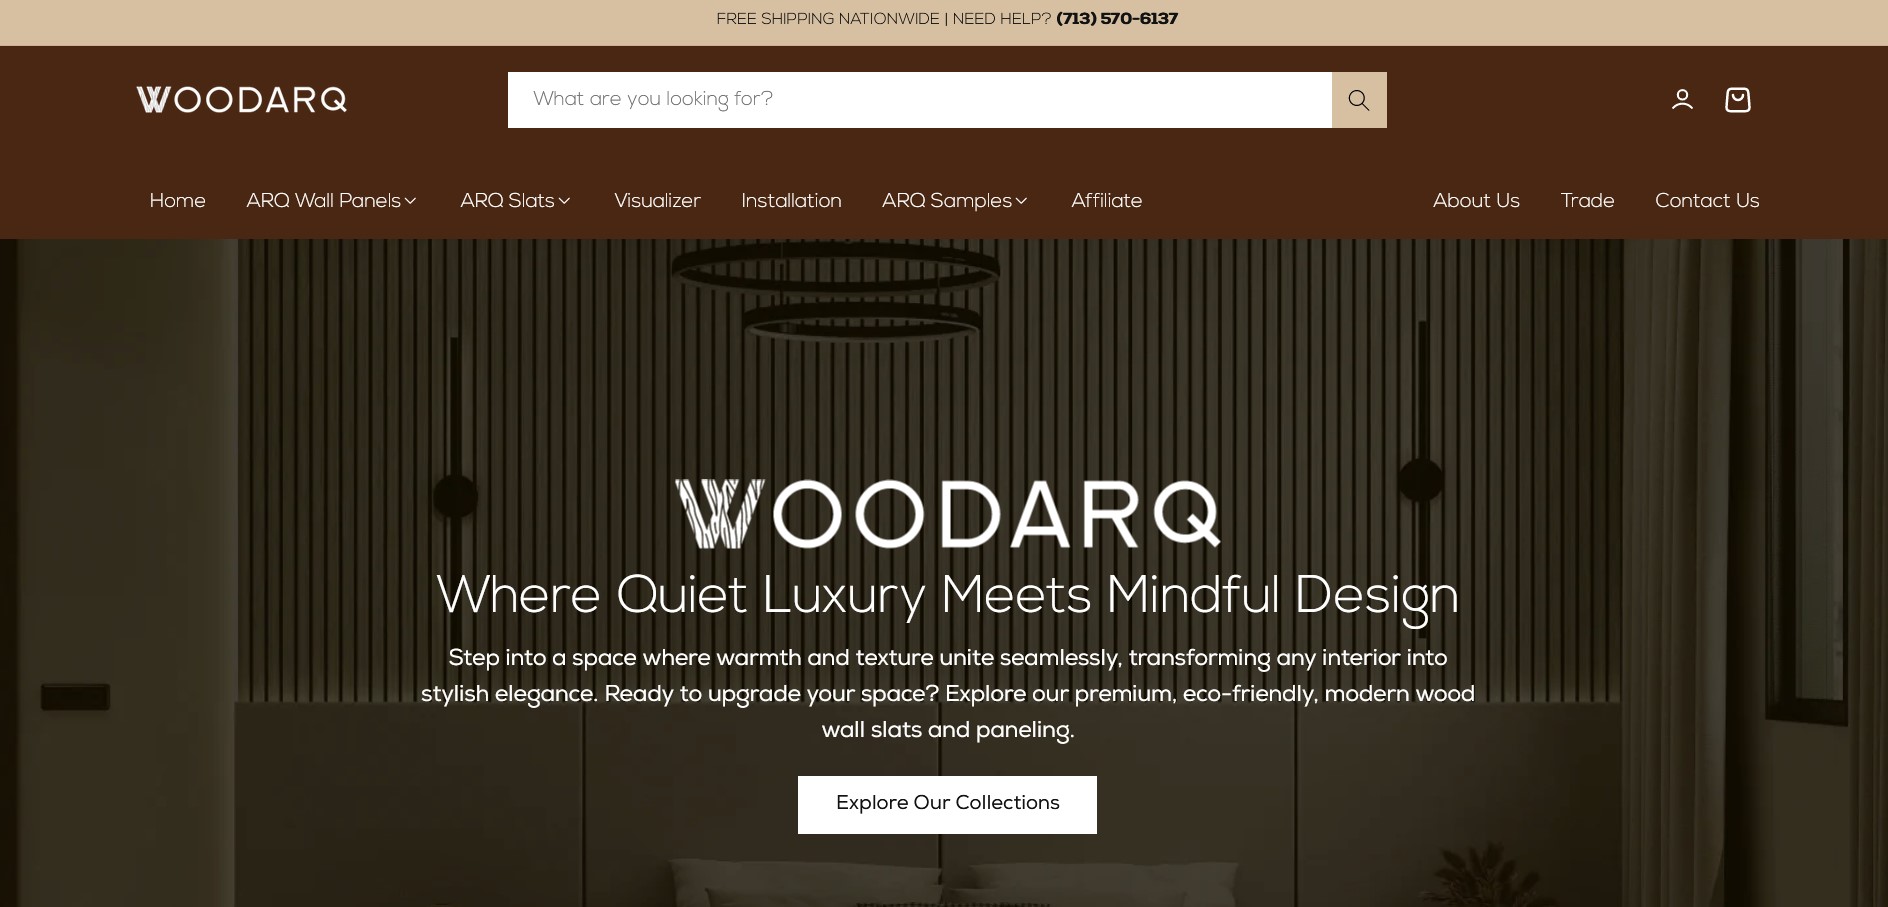 FREE SHIPPING NATIONWIDE | NEED HELP? (713) 570-6137
WOODARQ
What are you looking for?
Home
ARQ Wall Panels
ARQ Slats
Visualizer
Installation
ARQ Samples
Affiliate
About Us
Trade
Contact Us
WOODARQ
Where Quiet Luxury Meets Mindful Design
Step into a space where warmth and texture unite seamlessly, transforming any interior into
stylish elegance. Ready to upgrade your space? Explore our premium, eco-friendly, modern wood
wall slats and paneling.
Explore Our Collections